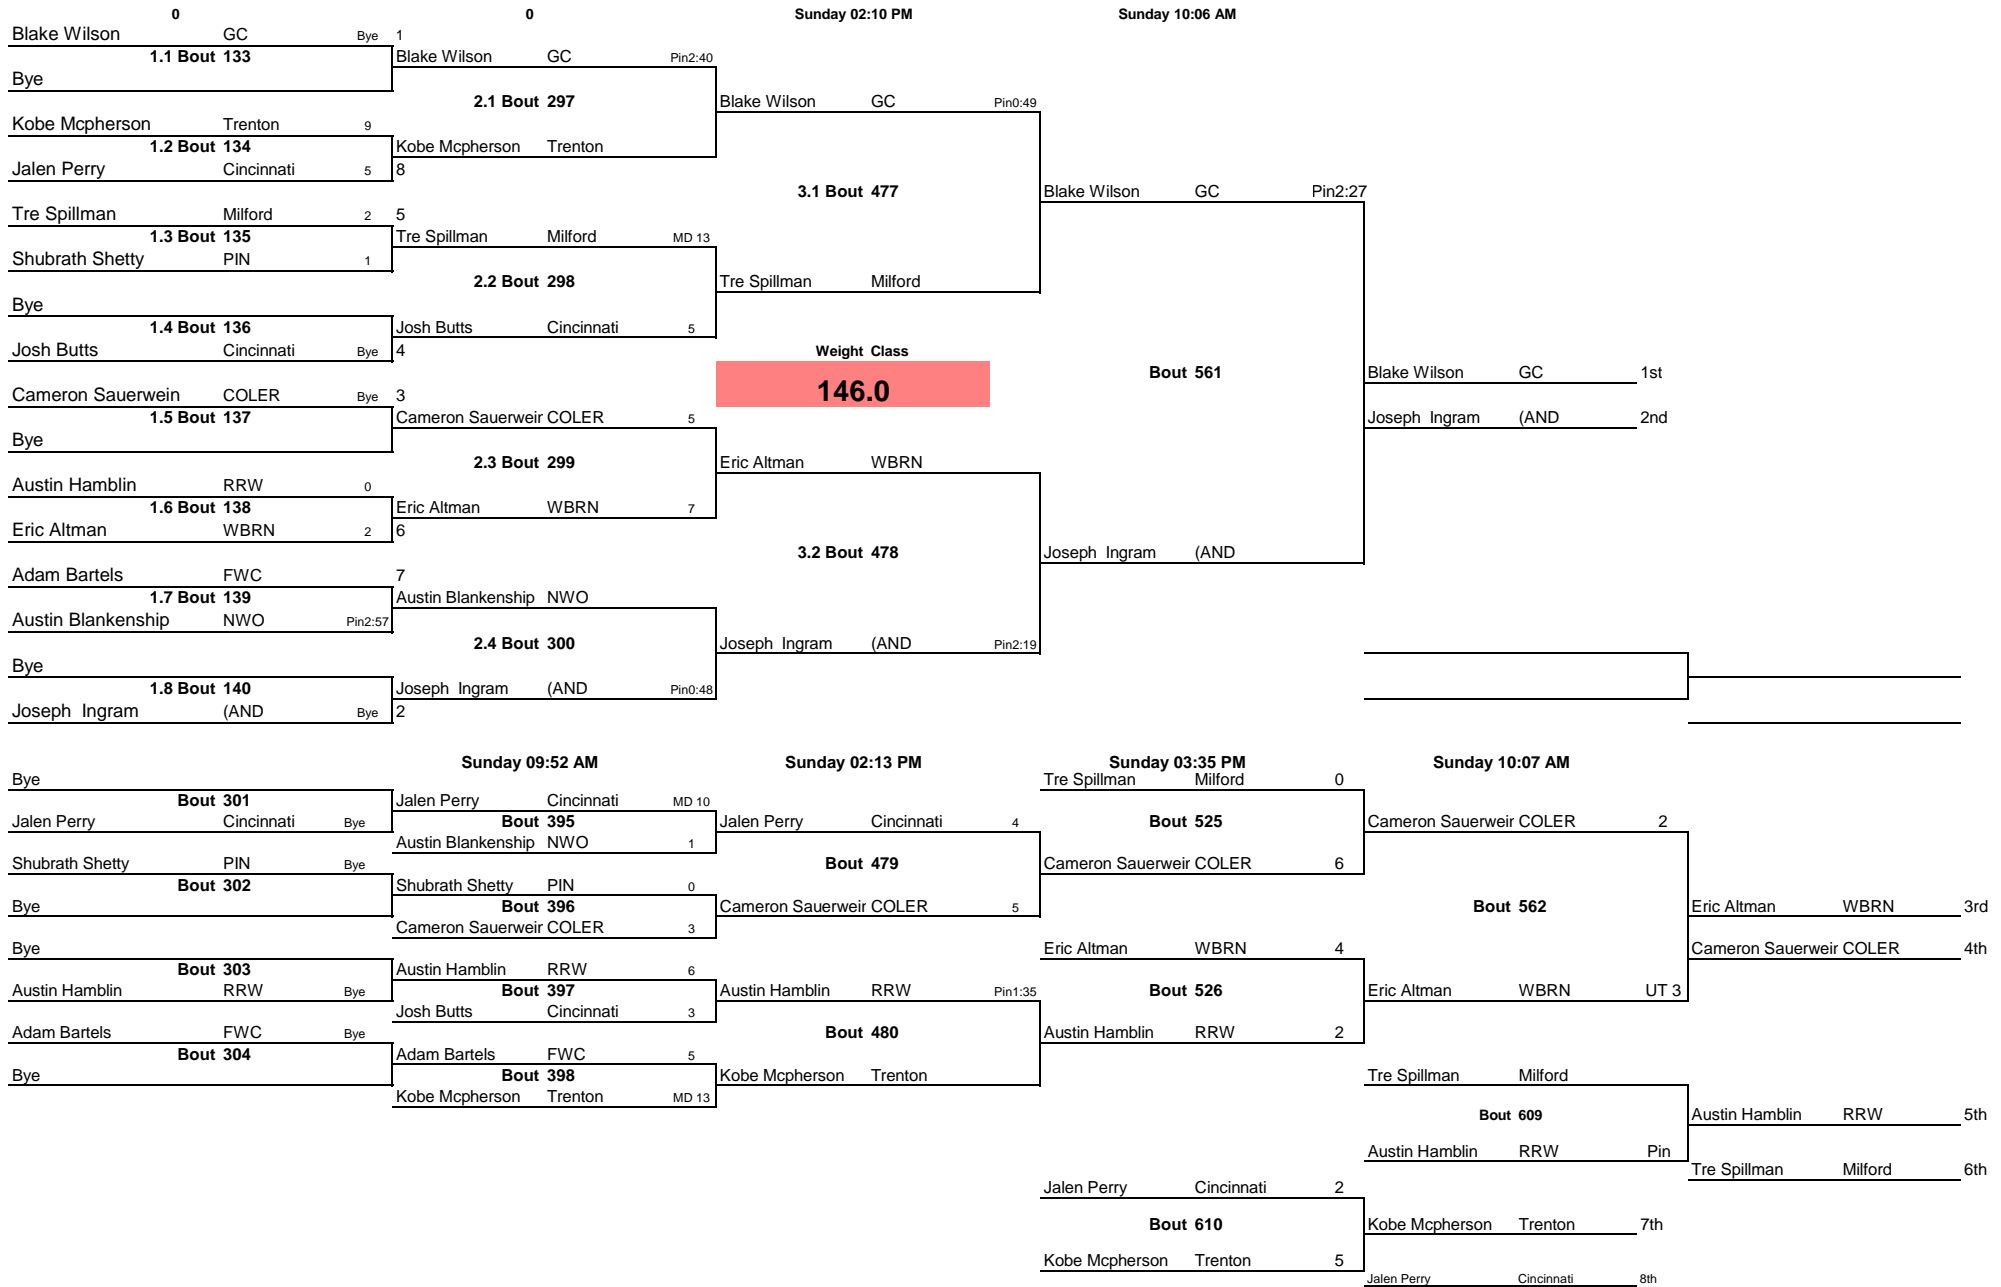 0 0 Sunday 02:10 PM Sunday 10:06 AM
Blake Wilson GC Bye 1
1.1 Bout 133 Blake Wilson GC Pin2:40
Bye
2.1 Bout 297 Blake Wilson GC Pin0:49
Kobe Mcpherson Trenton 9
1.2 Bout 134 Kobe Mcpherson Trenton
Jalen Perry Cincinnati 5 8
3.1 Bout 477 Blake Wilson GC Pin2:27
Tre Spillman Milford 2 5
1.3 Bout 135 Tre Spillman Milford MD 13
Shubrath Shetty PIN 1
2.2 Bout 298 Tre Spillman Milford
Bye
1.4 Bout 136 Josh Butts Cincinnati 5
Josh Butts Cincinnati Bye 4 Weight Class
Bout 561 Blake Wilson GC 1st
Cameron Sauerwein COLER Bye 3 146.0
1.5 Bout 137 Cameron Sauerweir COLER 5 Joseph Ingram (AND 2nd
Bye
2.3 Bout 299 Eric Altman WBRN
Austin Hamblin RRW 0
1.6 Bout 138 Eric Altman WBRN 7
Eric Altman WBRN 2 6
3.2 Bout 478 Joseph Ingram (AND
Adam Bartels FWC 7
1.7 Bout 139 Austin Blankenship NWO
Austin Blankenship NWO Pin2:57
2.4 Bout 300 Joseph Ingram (AND Pin2:19
Bye
1.8 Bout 140 Joseph Ingram (AND Pin0:48
Joseph Ingram (AND Bye 2
Sunday 09:52 AM Sunday 02:13 PM Sunday 03:35 PM Sunday 10:07 AM
Bye Tre Spillman Milford 0
Bout 301 Jalen Perry Cincinnati MD 10
Jalen Perry Cincinnati Bye Bout 395 Jalen Perry Cincinnati 4 Bout 525 Cameron Sauerweir COLER 2
Austin Blankenship NWO 1
Shubrath Shetty PIN Bye Bout 479 Cameron Sauerweir COLER 6
Bout 302 Shubrath Shetty PIN 0
Bye Bout 396 Cameron Sauerweir COLER 5 Bout 562 Eric Altman WBRN 3rd
Cameron Sauerweir COLER 3
Bye Eric Altman WBRN 4 Cameron Sauerweir COLER 4th
Bout 303 Austin Hamblin RRW 6
Austin Hamblin RRW Bye Bout 397 Austin Hamblin RRW Pin1:35 Bout 526 Eric Altman WBRN UT 3
Josh Butts Cincinnati 3
Adam Bartels FWC Bye Bout 480 Austin Hamblin RRW 2
Bout 304 Adam Bartels FWC 5
Bye Bout 398 Kobe Mcpherson Trenton Tre Spillman Milford
Kobe Mcpherson Trenton MD 13
Bout 609 Austin Hamblin RRW 5th
Austin Hamblin RRW Pin
Tre Spillman Milford 6th
Jalen Perry Cincinnati 2
Bout 610 Kobe Mcpherson Trenton 7th
Kobe Mcpherson Trenton 5
Jalen Perry Cincinnati 8th